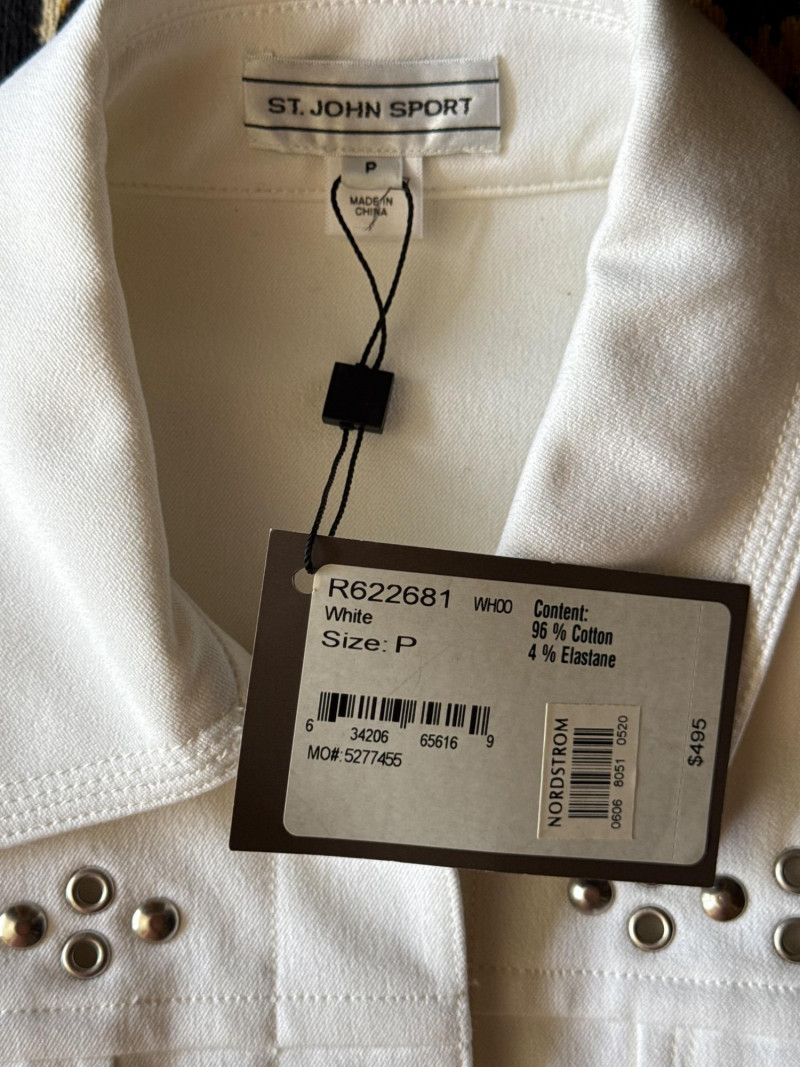 ST. JOHN SPORT
P
MADE IN
CHINA
R622681 WH00
White
Size: P
Content:
96 % Cotton
4 % Elastane
6 34206 65616 9
MO#: 5277455
NORDSTROM
0606 8051 0520
$495